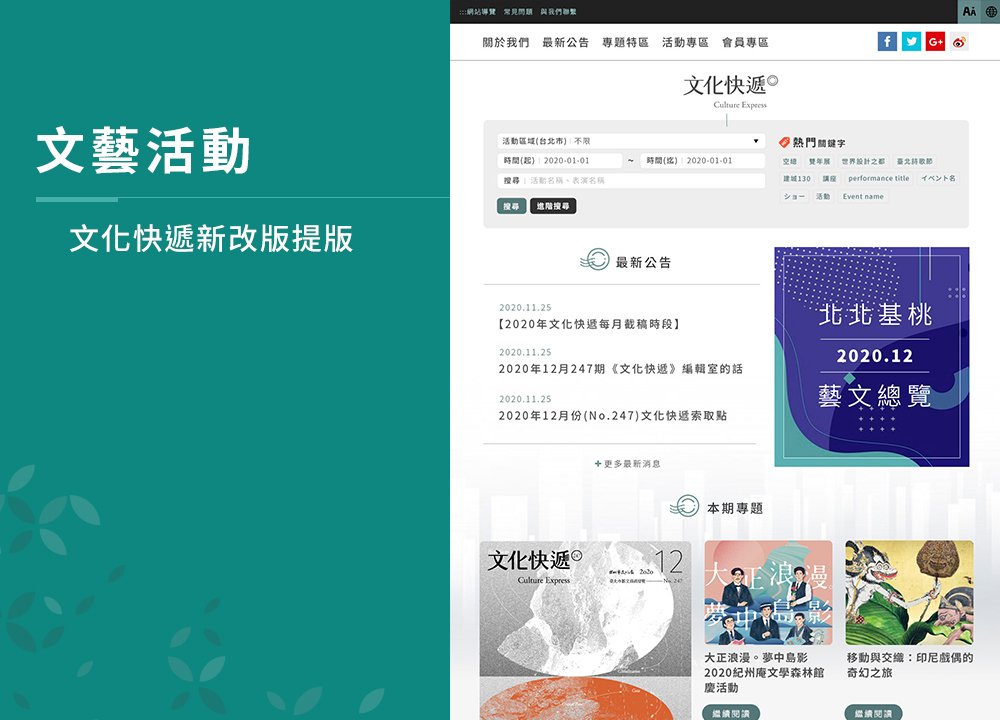 文藝活動
文化快遞新改版提版
:::網站導覽 常見問題 與我們聯繫
關於我們 最新公告 專題特區 活動專區 會員專區
文化快遞
Culture Express
活動區域(台北市) 不限
時間(起) 2020-01-01 ~ 時間(迄) 2020-01-01
搜尋 活動名稱、表演名稱
搜尋 進階搜尋
熱門關鍵字
空總 雙年展 世界設計之都 臺北詩歌節
建城130 講座 performance title イベント名
ショー 活動 Event name
最新公告
2020.11.25
【2020年文化快遞每月截稿時段】
2020.11.25
2020年12月247期《文化快遞》編輯室的話
2020.11.25
2020年12月份(No.247)文化快遞索取點
+更多最新消息
北北基桃
2020.12
藝文總覽
本期專題
文化快遞
Culture Express
2020
12
No. 247
大正浪漫
夢中島影
大正浪漫。夢中島影
2020紀州庵文學森林館
慶活動
繼續閱讀
移動與交織：印尼戲偶的
奇幻之旅
繼續閱讀